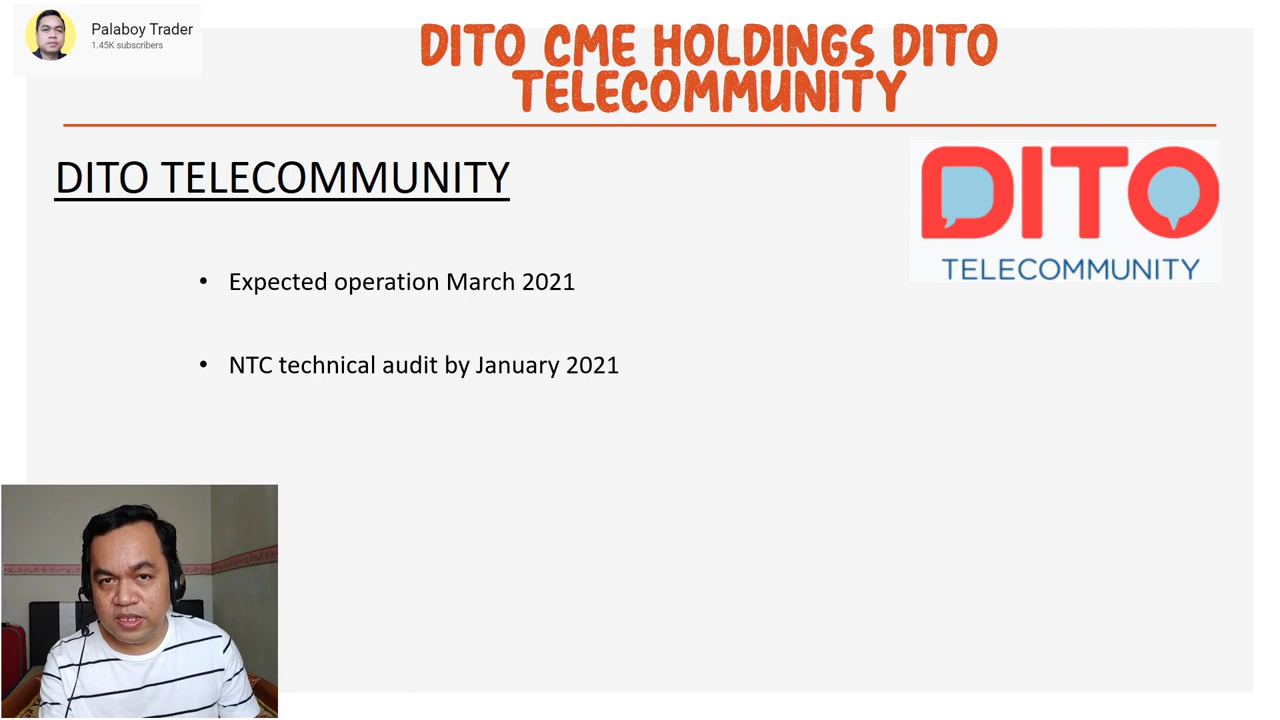 Palaboy Trader
1.45K subscribers
DITO CME HOLDINGS DITO
TELECOMMUNITY
DITO TELECOMMUNITY
DITO
TELECOMMUNITY
• Expected operation March 2021
• NTC technical audit by January 2021